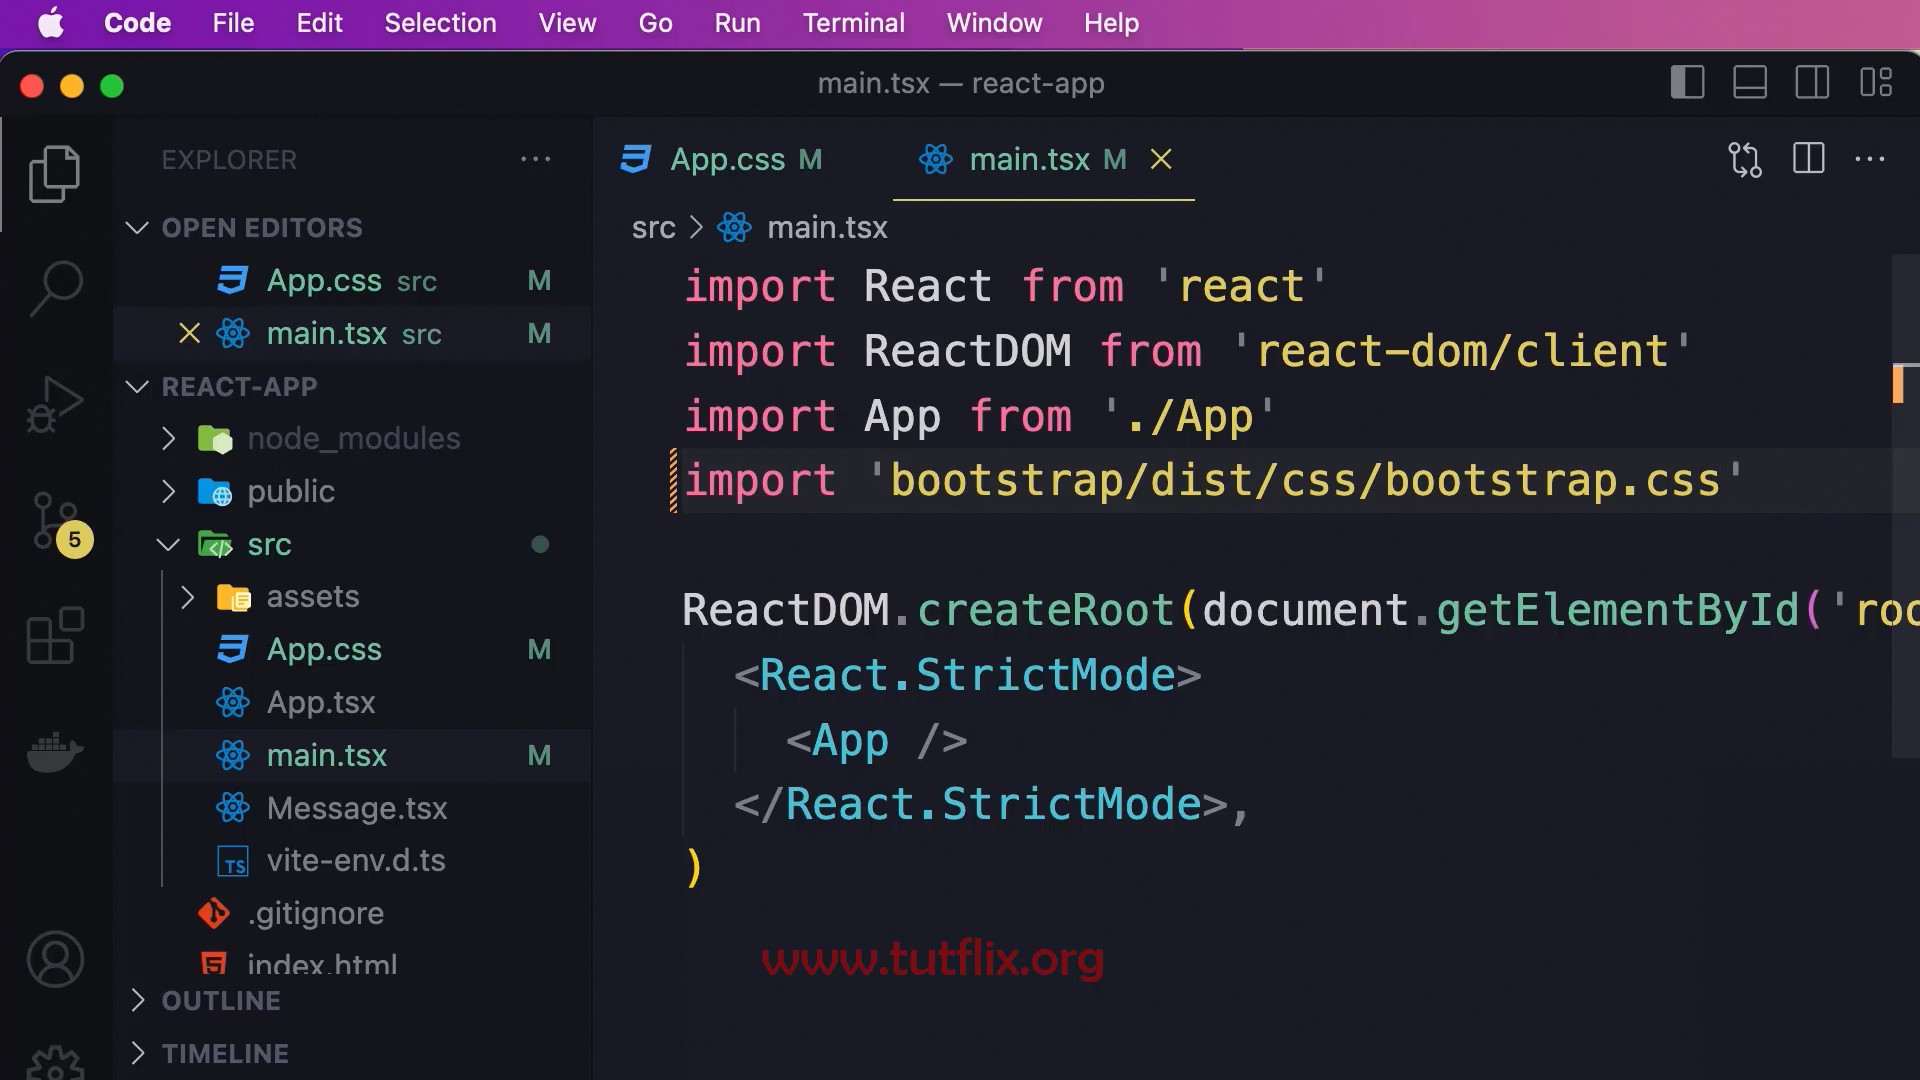 Code File Edit Selection View Go Run Terminal Window Help
main.tsx — react-app
EXPLORER ...
OPEN EDITORS
App.css src M
main.tsx src M
REACT-APP
node_modules
public
src
assets
App.css M
App.tsx
main.tsx M
Message.tsx
TS vite-env.d.ts
.gitignore
index.html
OUTLINE
TIMELINE
5
App.css M main.tsx M
src > main.tsx
import React from 'react'
import ReactDOM from 'react-dom/client'
import App from './App'
import 'bootstrap/dist/css/bootstrap.css'
ReactDOM.createRoot(document.getElementById('roo
<React.StrictMode>
<App />
</React.StrictMode>,
)
www.tutflix.org